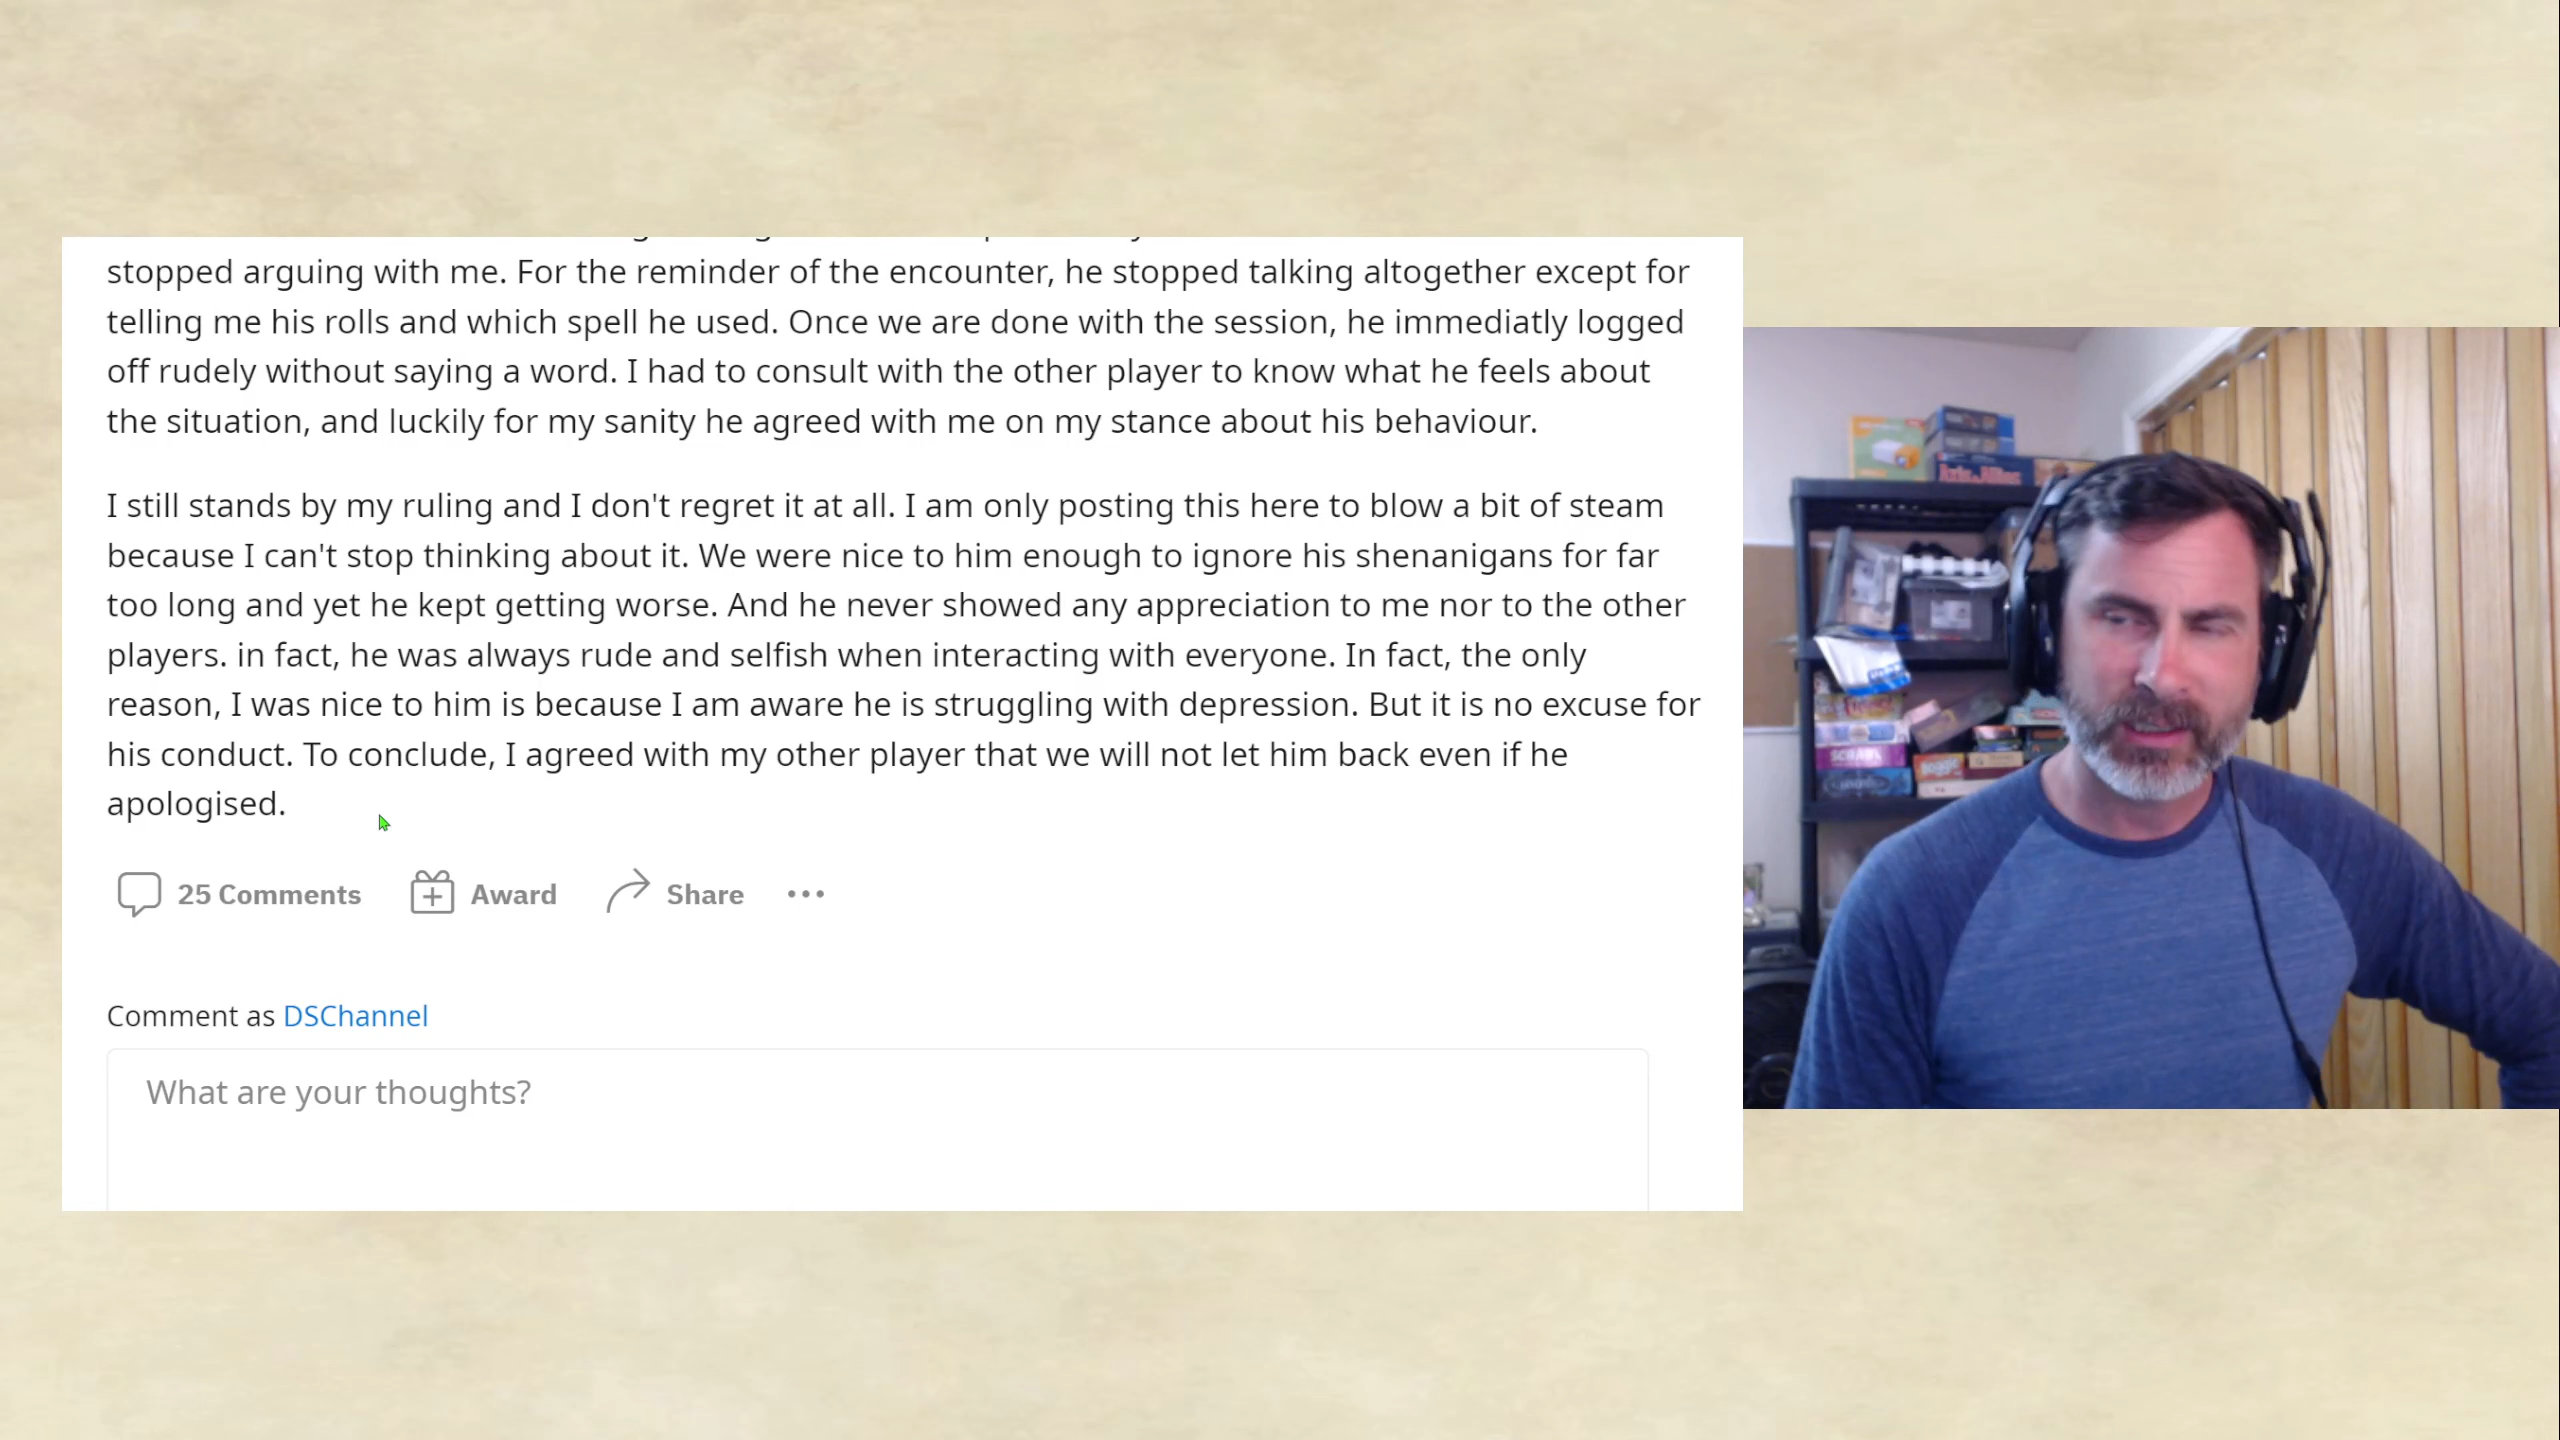 stopped arguing with me. For the reminder of the encounter, he stopped talking altogether except for
telling me his rolls and which spell he used. Once we are done with the session, he immediatly logged
off rudely without saying a word. I had to consult with the other player to know what he feels about
the situation, and luckily for my sanity he agreed with me on my stance about his behaviour.
I still stands by my ruling and I don't regret it at all. I am only posting this here to blow a bit of steam
because I can't stop thinking about it. We were nice to him enough to ignore his shenanigans for far
too long and yet he kept getting worse. And he never showed any appreciation to me nor to the other
players. in fact, he was always rude and selfish when interacting with everyone. In fact, the only
reason, I was nice to him is because I am aware he is struggling with depression. But it is no excuse for
his conduct. To conclude, I agreed with my other player that we will not let him back even if he
apologised.
25 Comments Award Share
Comment as DSChannel
What are your thoughts?
Axis & Allies